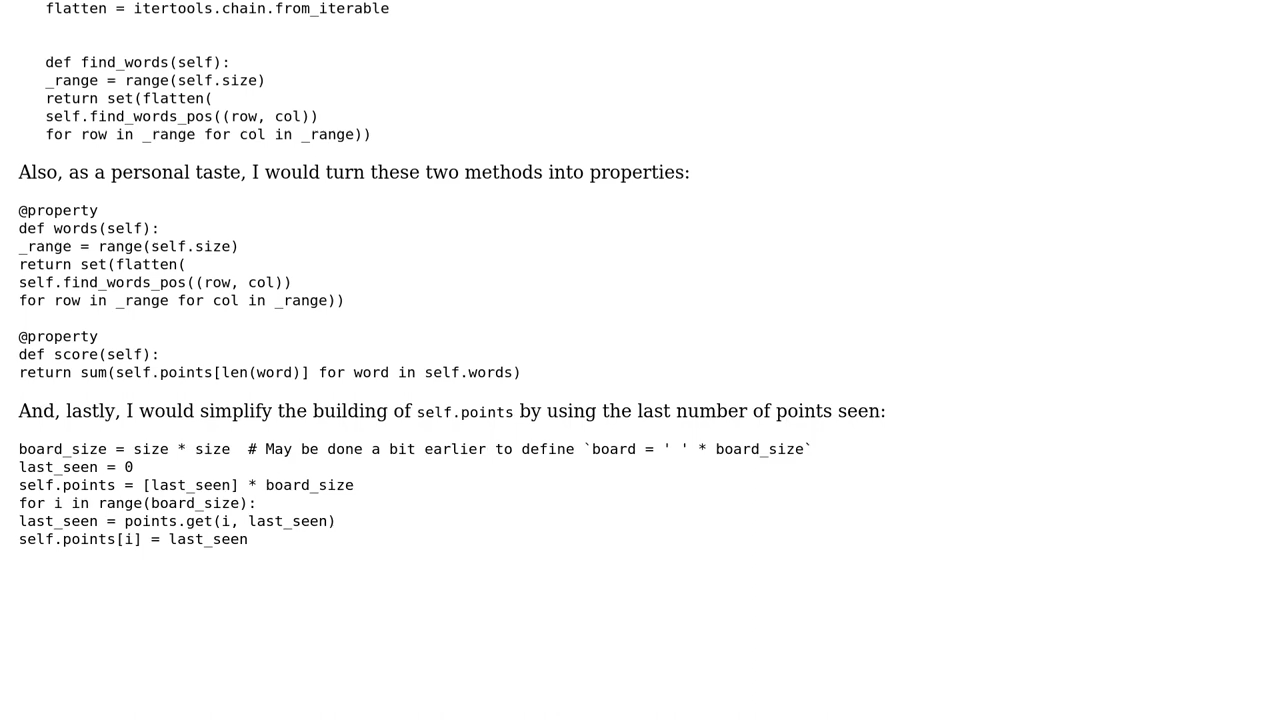 flatten = itertools.chain.from_iterable
def find_words(self):
_range = range(self.size)
return set(flatten(
self.find_words_pos((row, col))
for row in _range for col in _range))
Also, as a personal taste, I would turn these two methods into properties:
@property
def words(self):
_range = range(self.size)
return set(flatten(
self.find_words_pos((row, col))
for row in _range for col in _range))
@property
def score(self):
return sum(self.points[len(word)] for word in self.words)
And, lastly, I would simplify the building of self.points by using the last number of points seen:
board_size = size * size  # May be done a bit earlier to define `board = ' ' * board_size`
last_seen = 0
self.points = [last_seen] * board_size
for i in range(board_size):
last_seen = points.get(i, last_seen)
self.points[i] = last_seen